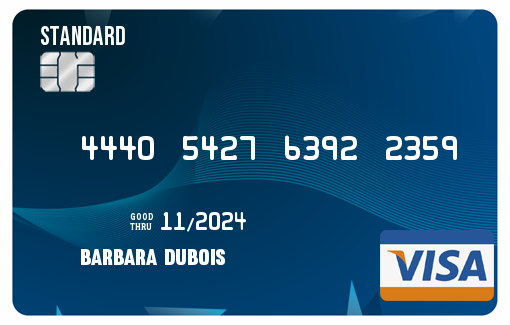 STANDARD
4440 5427 6392 2359
GOOD THRU 11/2024
BARBARA DUBOIS
VISA